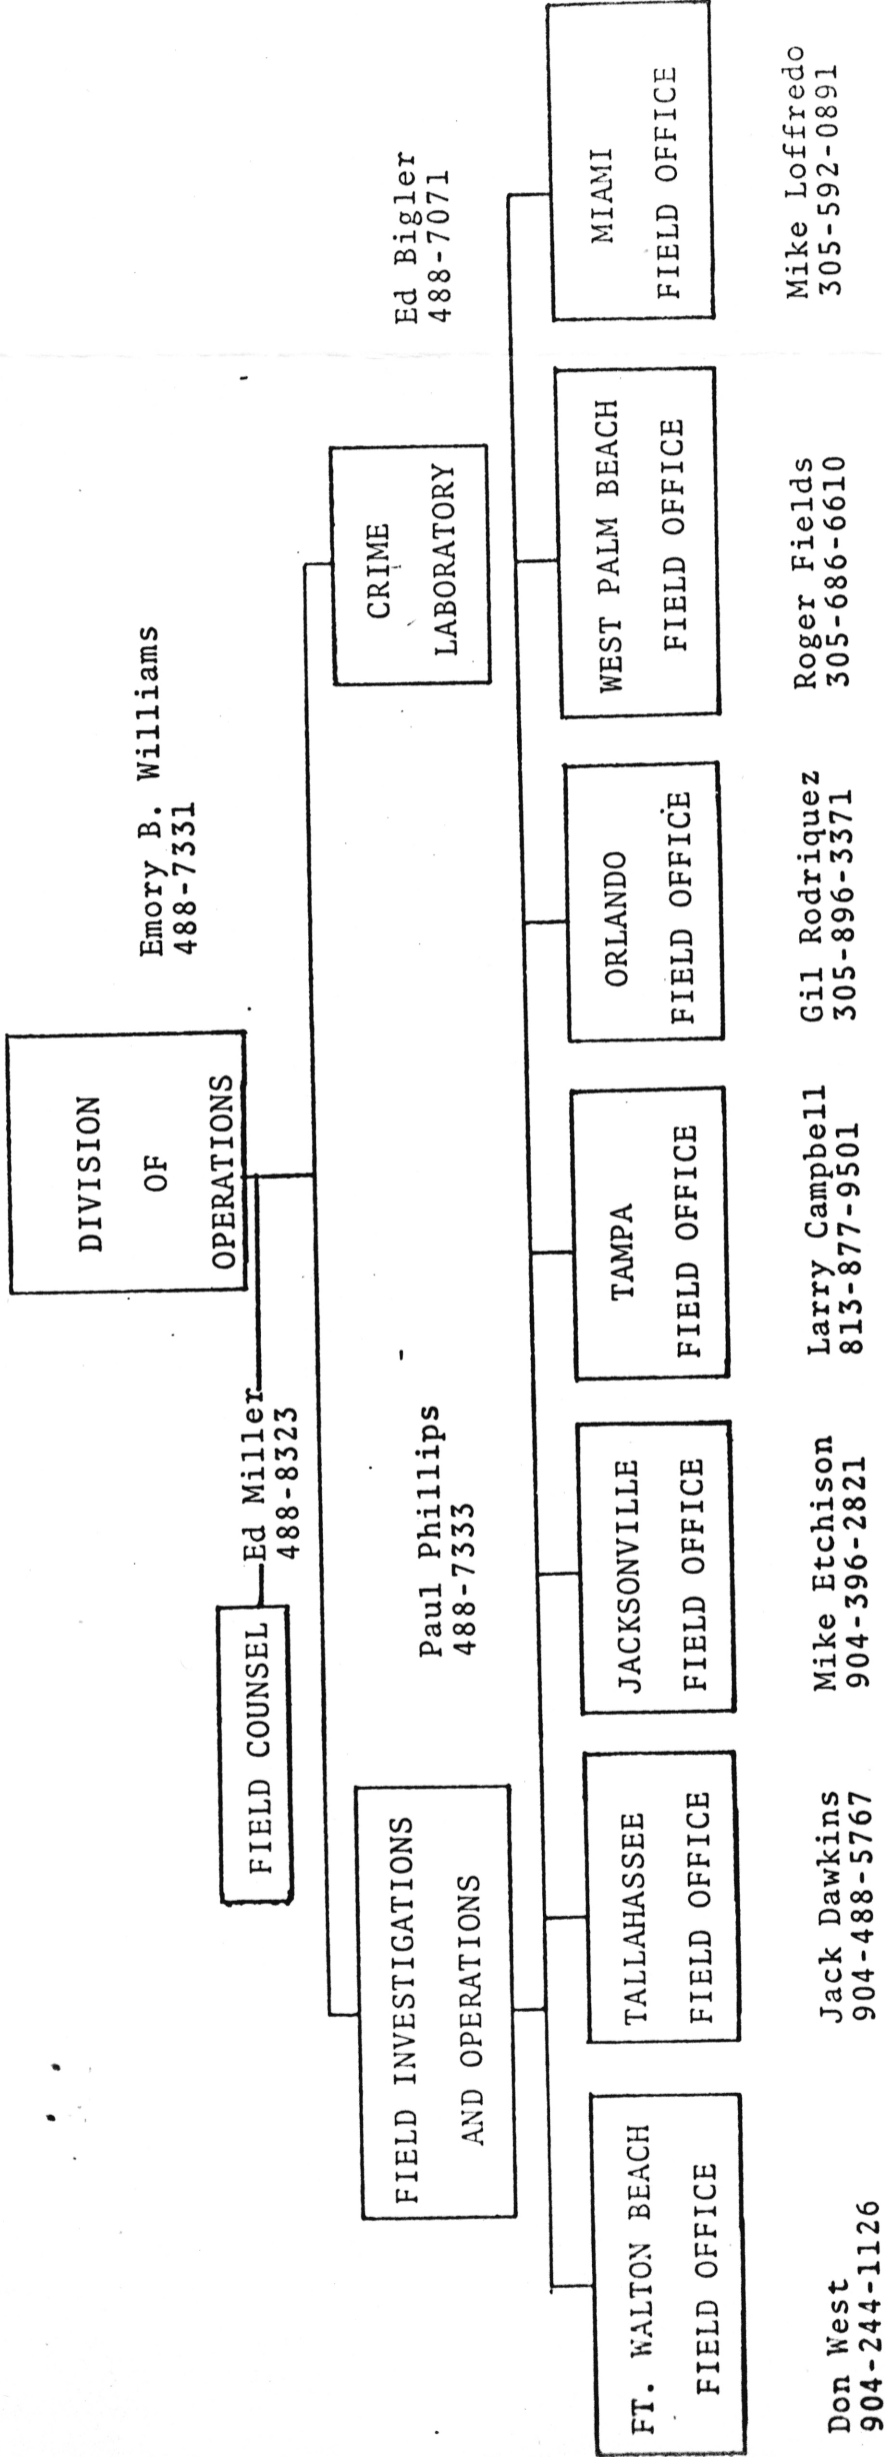 DIVISION
OF
OPERATIONS
Emory B. Williams
488-7331
FIELD COUNSEL
Ed Miller
488-8323
FIELD INVESTIGATIONS
AND OPERATIONS
Paul Phillips
488-7333
CRIME
LABORATORY
Ed Bigler
488-7071
FT. WALTON BEACH
FIELD OFFICE
Don West
904-244-1126
TALLAHASSEE
FIELD OFFICE
Jack Dawkins
904-488-5767
JACKSONVILLE
FIELD OFFICE
Mike Etchison
904-396-2821
TAMPA
FIELD OFFICE
Larry Campbell
813-877-9501
ORLANDO
FIELD OFFICE
Gil Rodriquez
305-896-3371
WEST PALM BEACH
FIELD OFFICE
Roger Fields
305-686-6610
MIAMI
FIELD OFFICE
Mike Loffredo
305-592-0891